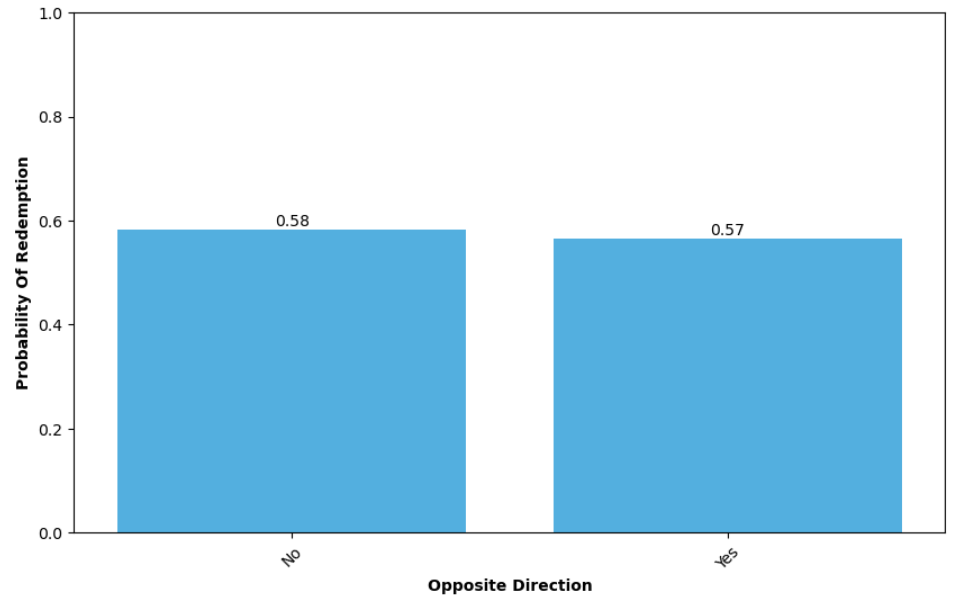 1.0
0.8
0.6
0.4
0.2
0.0
Probability Of Redemption
0.58
0.57
No
Yes
Opposite Direction